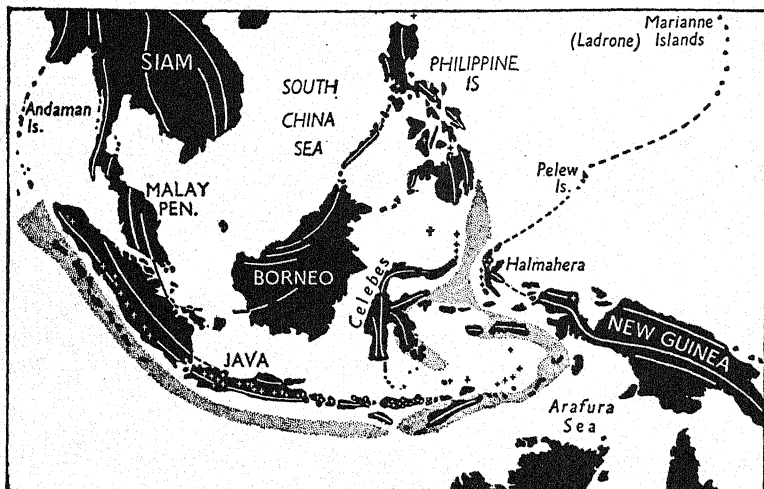 Marianne
(Ladrone) Islands
SIAM
PHILIPPINE
IS
SOUTH
CHINA
SEA
Andaman
Is.
Pelew
Is.
MALAY
PEN.
Halmahera
BORNEO
Celebes
NEW GUINEA
JAVA
Arafura
Sea